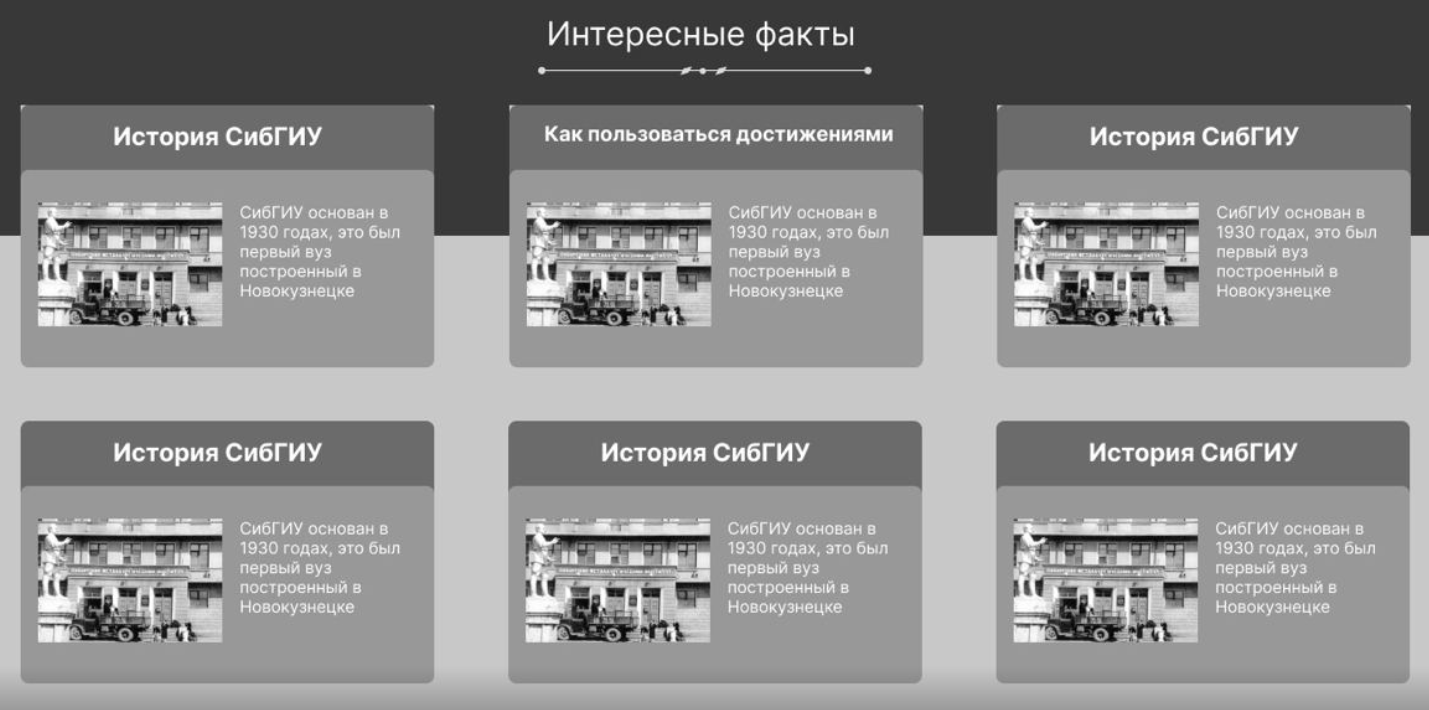 Интересные факты
История СибГИУ
СибГИУ основан в
1930 годах, это был
первый вуз
построенный в
Новокузнецке
Как пользоваться достижениями
СибГИУ основан в
1930 годах, это был
первый вуз
построенный в
Новокузнецке
История СибГИУ
СибГИУ основан в
1930 годах, это был
первый вуз
построенный в
Новокузнецке
История СибГИУ
СибГИУ основан в
1930 годах, это был
первый вуз
построенный в
Новокузнецке
История СибГИУ
СибГИУ основан в
1930 годах, это был
первый вуз
построенный в
Новокузнецке
История СибГИУ
СибГИУ основан в
1930 годах, это был
первый вуз
построенный в
Новокузнецке